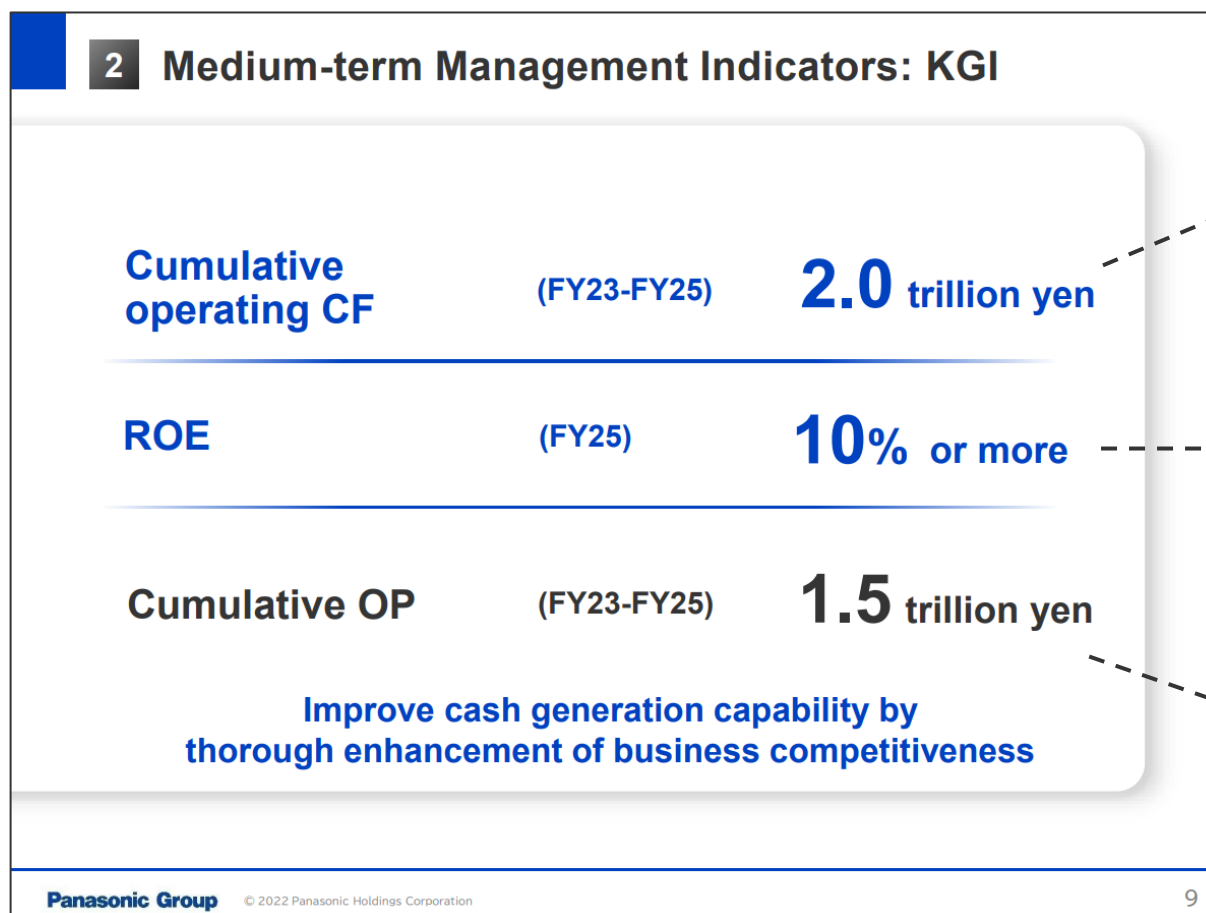 2 Medium-term Management Indicators: KGI
Cumulative
operating CF (FY23-FY25) 2.0 trillion yen
ROE (FY25) 10% or more
Cumulative OP (FY23-FY25) 1.5 trillion yen
Improve cash generation capability by
thorough enhancement of business competitiveness
Panasonic Group © 2022 Panasonic Holdings Corporation 9